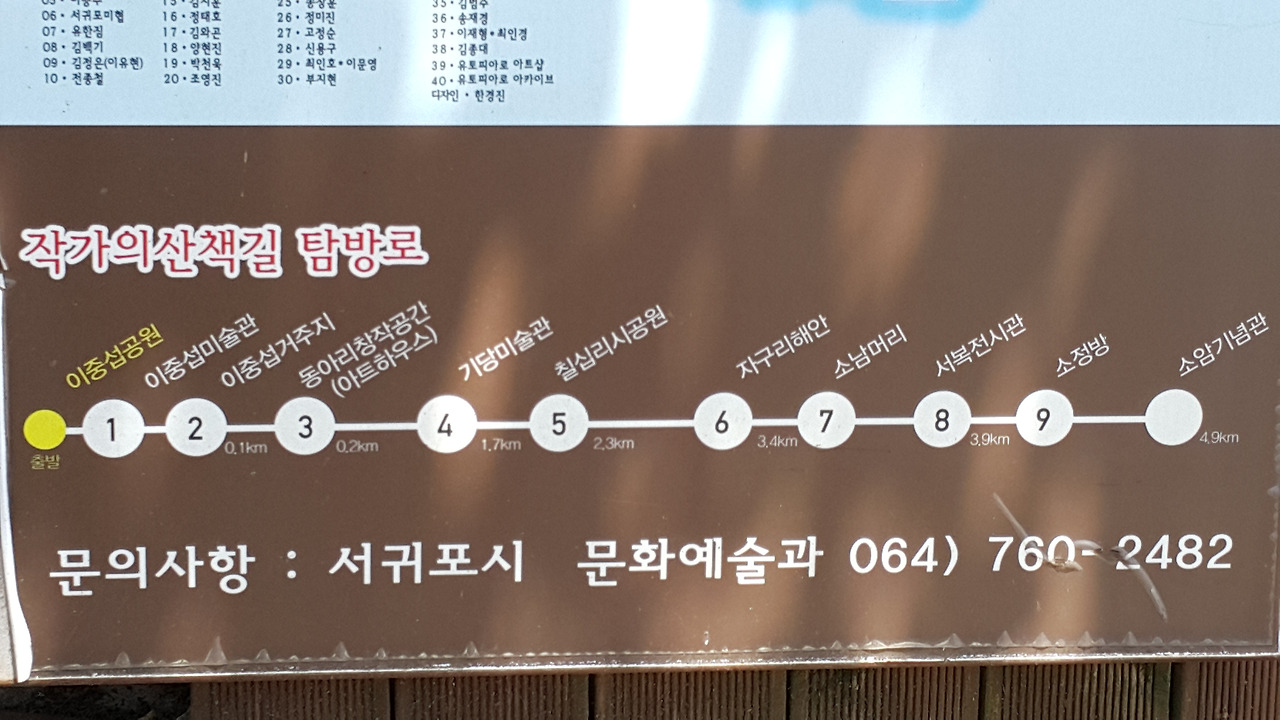 06 • 서귀포미협
07 • 유한짐
08 • 김백기
09 • 김정은(이유현)
10 • 전종철
16 • 정태호
17 • 김와곤
18 • 양현진
19 • 박천욱
20 • 조영진
26 • 정미진
27 • 고정순
28 • 신용구
29 • 최인호•이문영
30 • 부지현
35 • 김범수
36 • 송재경
37 • 이재형•최인경
38 • 김종대
39 • 유토피아로 아트샵
40 • 유토피아로 아카이브
디자인 • 한경진
작가의산책길 탐방로
이중섭공원
이중섭미술관
이중섭거주지
동아리창작공간
(아트하우스)
기당미술관
칠십리시공원
자구리해안
소남머리
서복전시관
소정방
소암기념관
1
2
3
4
5
6
7
8
9
출발
0.1km
0.2km
1.7km
2.3km
3.4km
3.9km
4.9km
문의사항 : 서귀포시 문화예술과 064) 760-2482